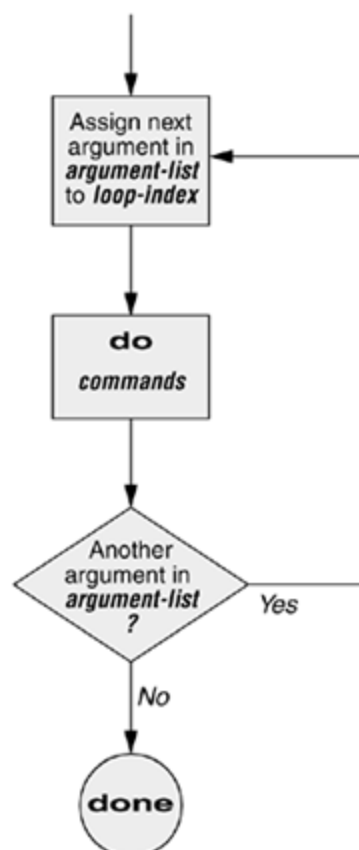 Assign next
argument in
argument-list
to loop-index
do
commands
Another
argument in
argument-list
?
Yes
No
done